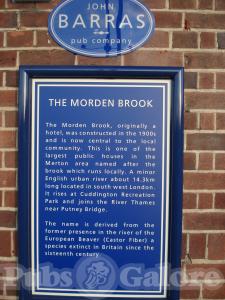 JOHN
BARRAS
pub company
THE MORDEN BROOK
The Morden Brook, originally a
hotel, was constructed in the 1900s
and is now central to the local
community. This is one of the
largest public houses in the
Merton area named after the
brook which runs locally. A minor
English urban river about 14.3km
long located in south west London.
It rises at Cuddington Recreation
Park and joins the River Thames
near Putney Bridge.
The name is derived from the
former presence in the river of the
European Beaver (Castor Fiber) a
species extinct in Britain since the
sixteenth century.
Pub Galore